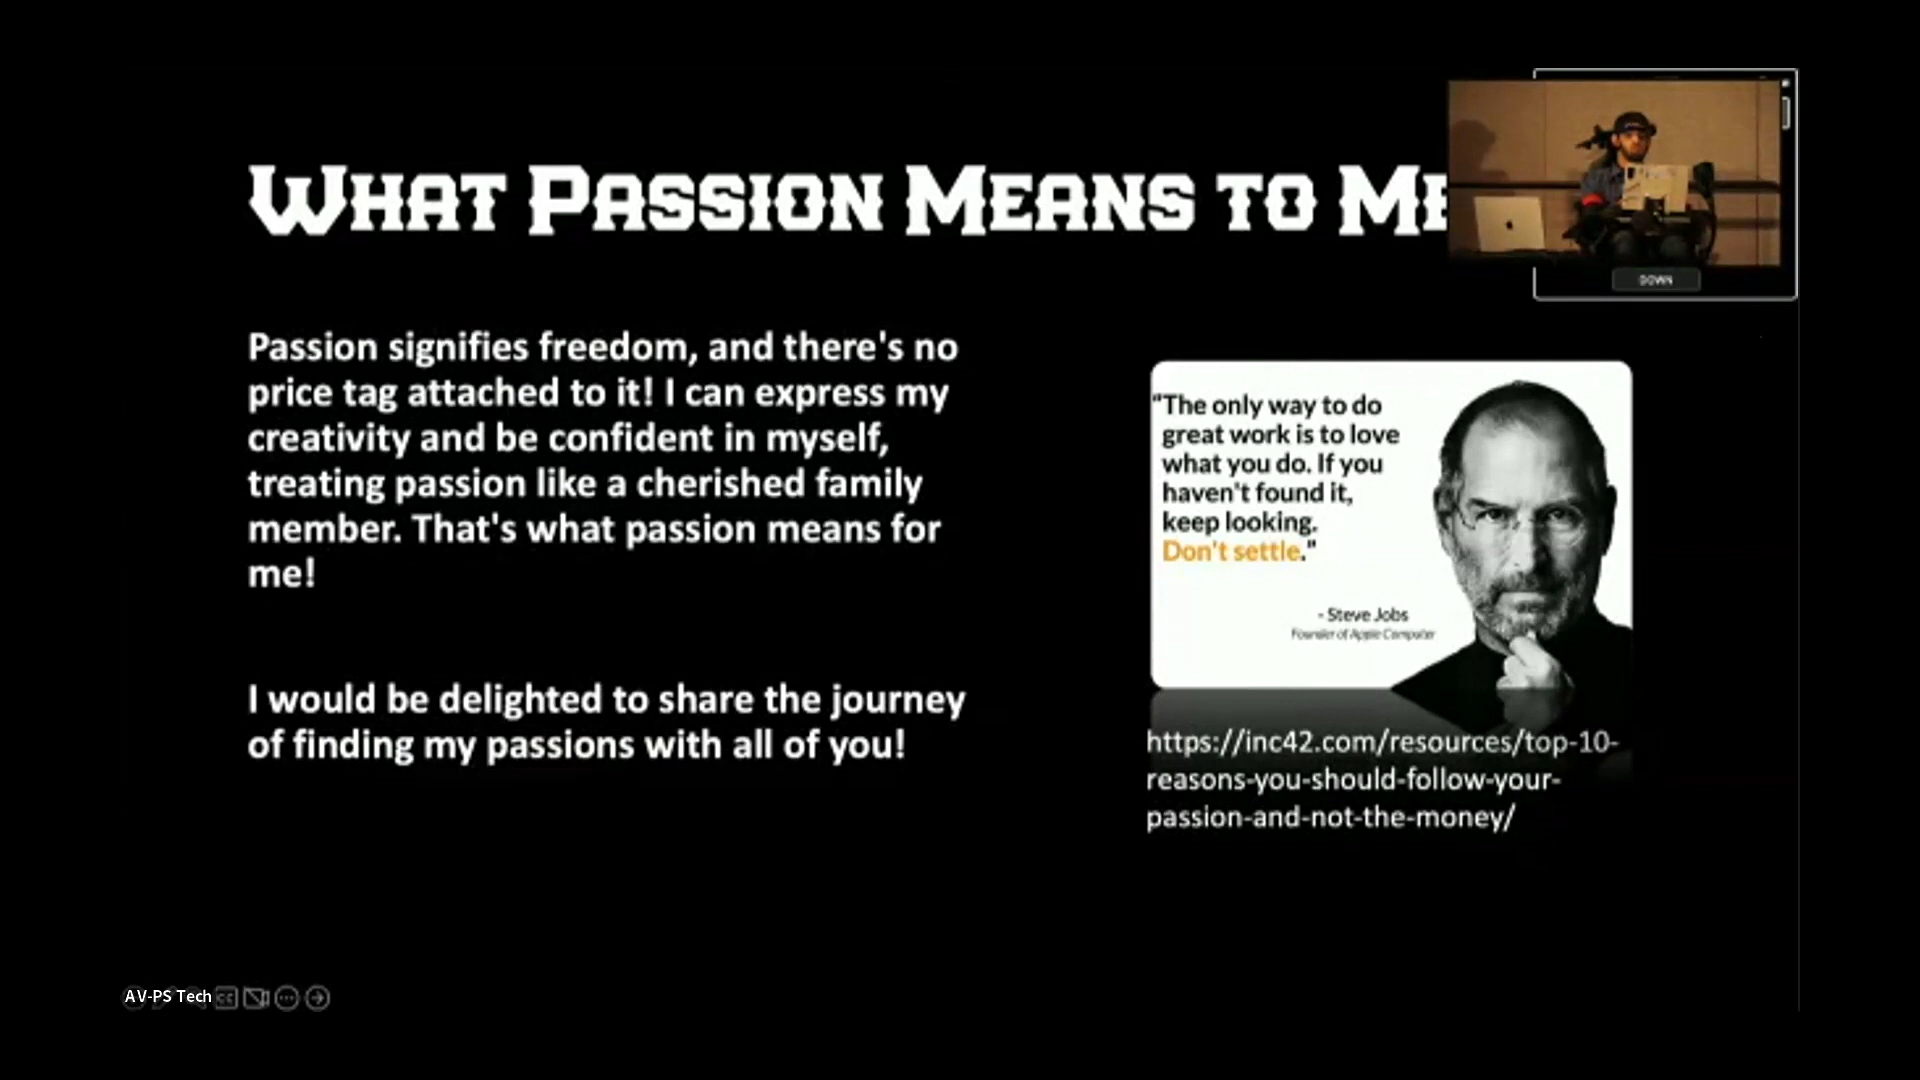 WHAT PASSION MEANS TO ME
DOWN
Passion signifies freedom, and there's no
price tag attached to it! I can express my
creativity and be confident in myself,
treating passion like a cherished family
member. That's what passion means for
me!
I would be delighted to share the journey
of finding my passions with all of you!
"The only way to do
great work is to love
what you do. If you
haven't found it,
keep looking.
Don't settle."
- Steve Jobs
Founder of Apple Computer
https://inc42.com/resources/top-10-
reasons-you-should-follow-your-
passion-and-not-the-money/
AV-PS Tech